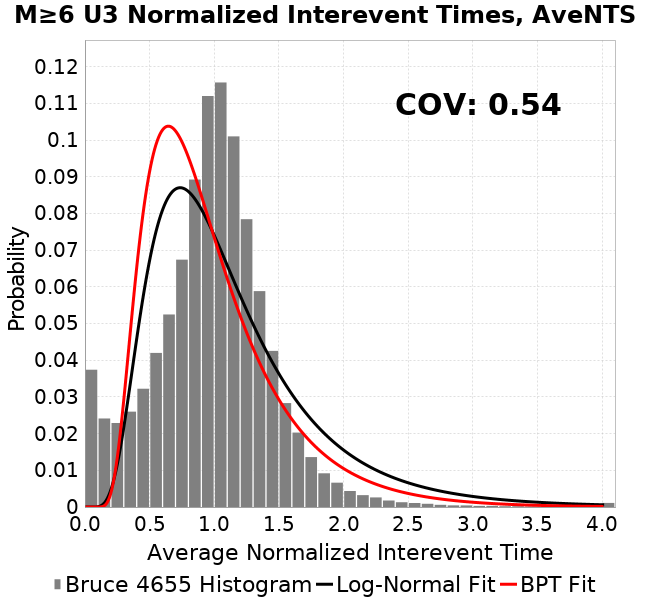 M≥6 U3 Normalized Interevent Times, AveNTS
COV: 0.54
Probability
0.12
0.11
0.1
0.09
0.08
0.07
0.06
0.05
0.04
0.03
0.02
0.01
0
0.0 0.5 1.0 1.5 2.0 2.5 3.0 3.5 4.0
Average Normalized Interevent Time
Bruce 4655 Histogram Log-Normal Fit BPT Fit